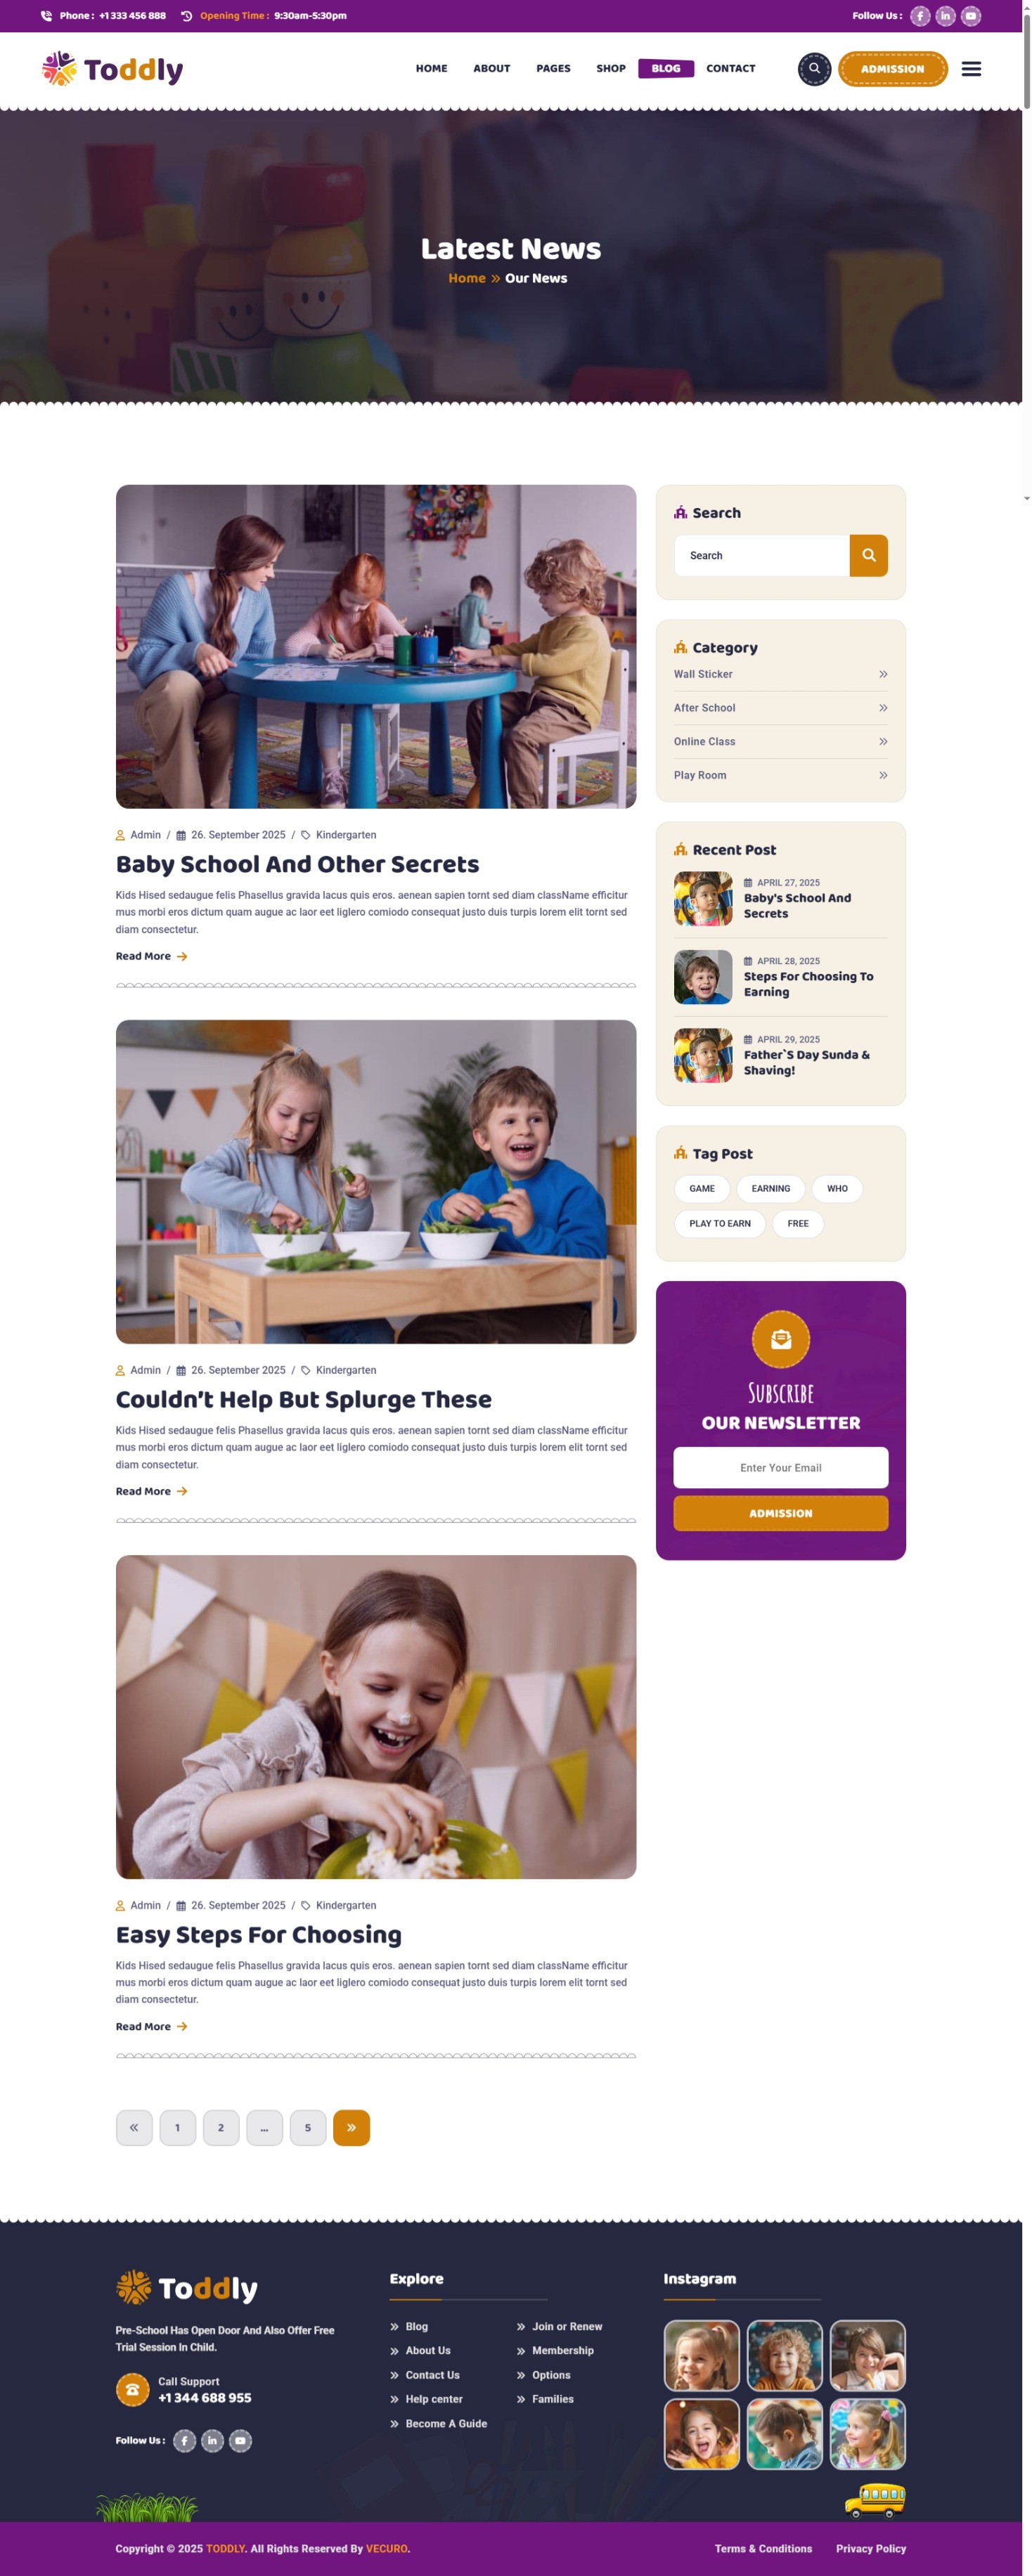 Phone : +1 333 456 888 Opening Time : 9:30am-5:30pm Follow Us :
Toddly HOME ABOUT PAGES SHOP BLOG CONTACT ADMISSION
Latest News
Home Our News
Search
Search
Category
Wall Sticker
After School
Online Class
Play Room
Admin / 26. September 2025 / Kindergarten
Baby School And Other Secrets
Kids Hised sedaugue felis Phasellus gravida lacus quis eros. aenean sapien tornt sed diam className efficitur
mus morbi eros dictum quam augue ac laor eet liglero comiodo consequat justo duis turpis lorem elit tornt sed
diam consectetur.
Read More
Recent Post
APRIL 27, 2025
Baby's School And
Secrets
APRIL 28, 2025
Steps For Choosing To
Earning
APRIL 29, 2025
Father`S Day Sunda &
Shaving!
Tag Post
GAME EARNING WHO
PLAY TO EARN FREE
Admin / 26. September 2025 / Kindergarten
Couldn't Help But Splurge These
Kids Hised sedaugue felis Phasellus gravida lacus quis eros. aenean sapien tornt sed diam className efficitur
mus morbi eros dictum quam augue ac laor eet liglero comiodo consequat justo duis turpis lorem elit tornt sed
diam consectetur.
Read More
SUBSCRIBE
OUR NEWSLETTER
Enter Your Email
ADMISSION
Admin / 26. September 2025 / Kindergarten
Easy Steps For Choosing
Kids Hised sedaugue felis Phasellus gravida lacus quis eros. aenean sapien tornt sed diam className efficitur
mus morbi eros dictum quam augue ac laor eet liglero comiodo consequat justo duis turpis lorem elit tornt sed
diam consectetur.
Read More
1 2 ... 5
Toddly
Pre-School Has Open Door And Also Offer Free
Trial Session In Child.
Call Support
+1 344 688 955
Follow Us :
Explore
Blog
About Us
Contact Us
Help center
Become A Guide
Join or Renew
Membership
Options
Families
Instagram
Copyright © 2025 TODDLY. All Rights Reserved By VECURO.
Terms & Conditions Privacy Policy